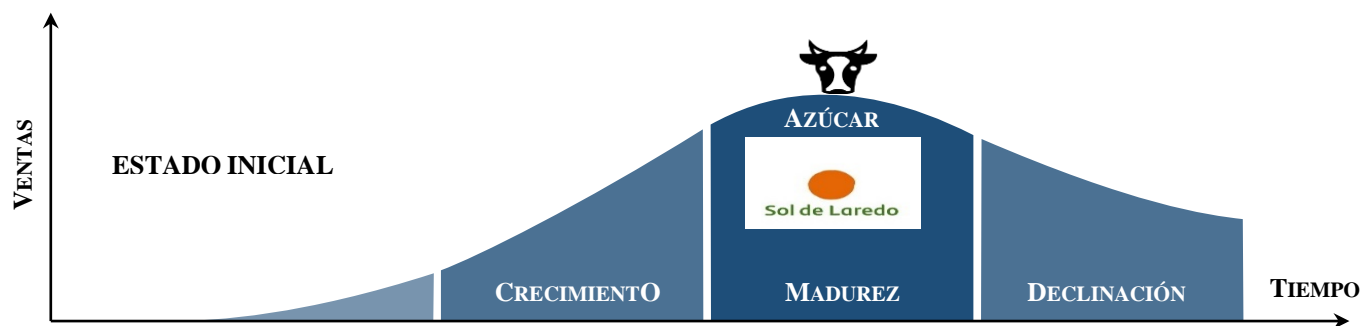 VENTAS
ESTADO INICIAL
AZÚCAR
Sol de Laredo
CRECIMIENTO
MADUREZ
DECLINACIÓN
TIEMPO